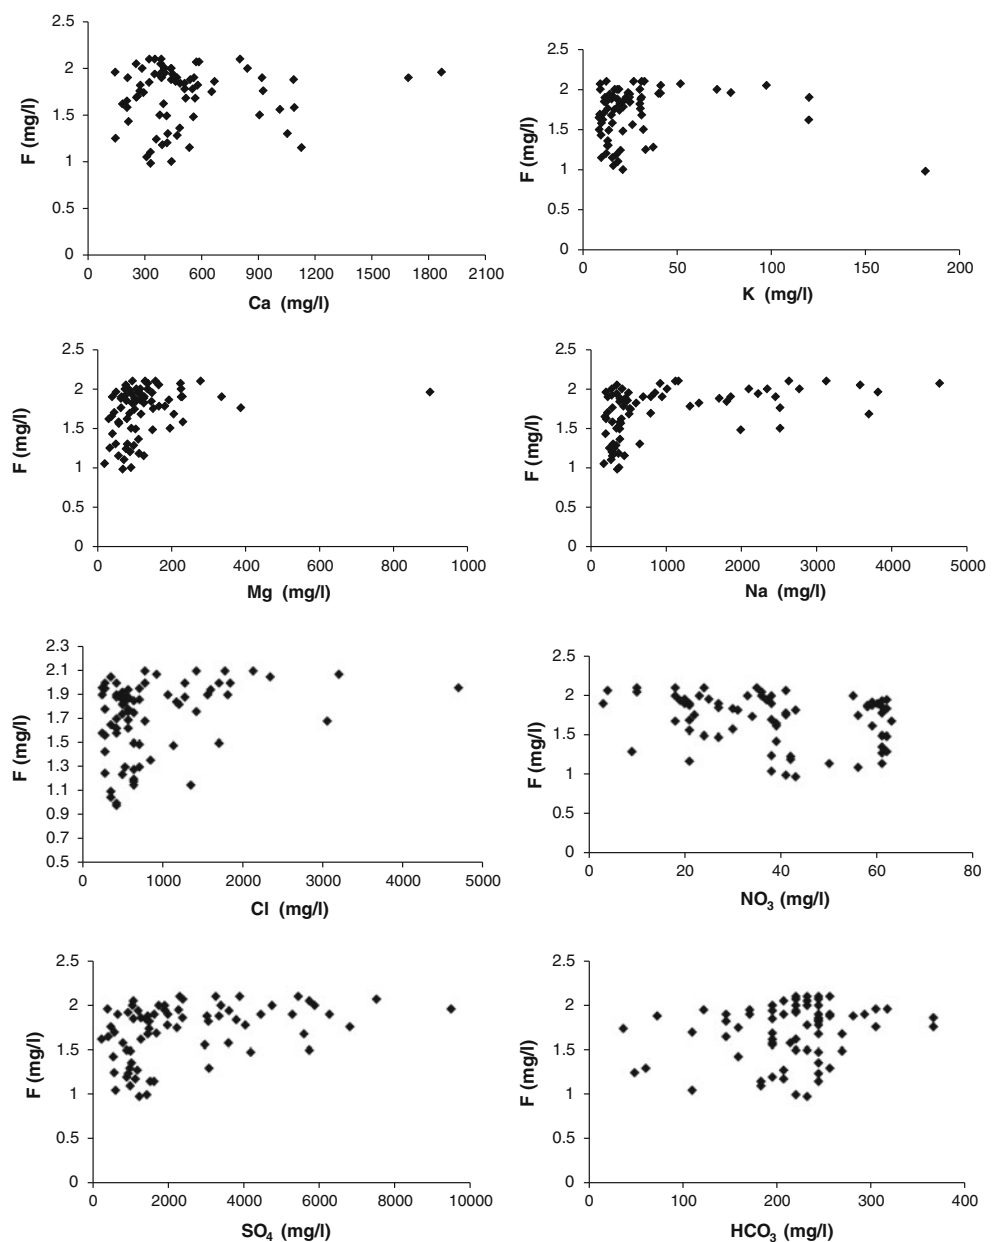 2.5
2
1.5
1
0.5
0
F (mg/l)
0 300 600 900 1200 1500 1800 2100
Ca (mg/l)
2.5
2
1.5
1
0.5
0
F (mg/l)
0 50 100 150 200
K (mg/l)
2.5
2
1.5
1
0.5
0
F (mg/l)
0 200 400 600 800 1000
Mg (mg/l)
2.5
2
1.5
1
0.5
0
F (mg/l)
0 1000 2000 3000 4000 5000
Na (mg/l)
2.3
2.1
1.9
1.7
1.5
1.3
1.1
0.9
0.7
0.5
F (mg/l)
0 1000 2000 3000 4000 5000
Cl (mg/l)
2.5
2
1.5
1
0.5
0
F (mg/l)
0 20 40 60 80
NO₃ (mg/l)
2.5
2
1.5
1
0.5
0
F (mg/l)
0 2000 4000 6000 8000 10000
SO₄ (mg/l)
2.5
2
1.5
1
0.5
0
F (mg/l)
0 100 200 300 400
HCO₃ (mg/l)